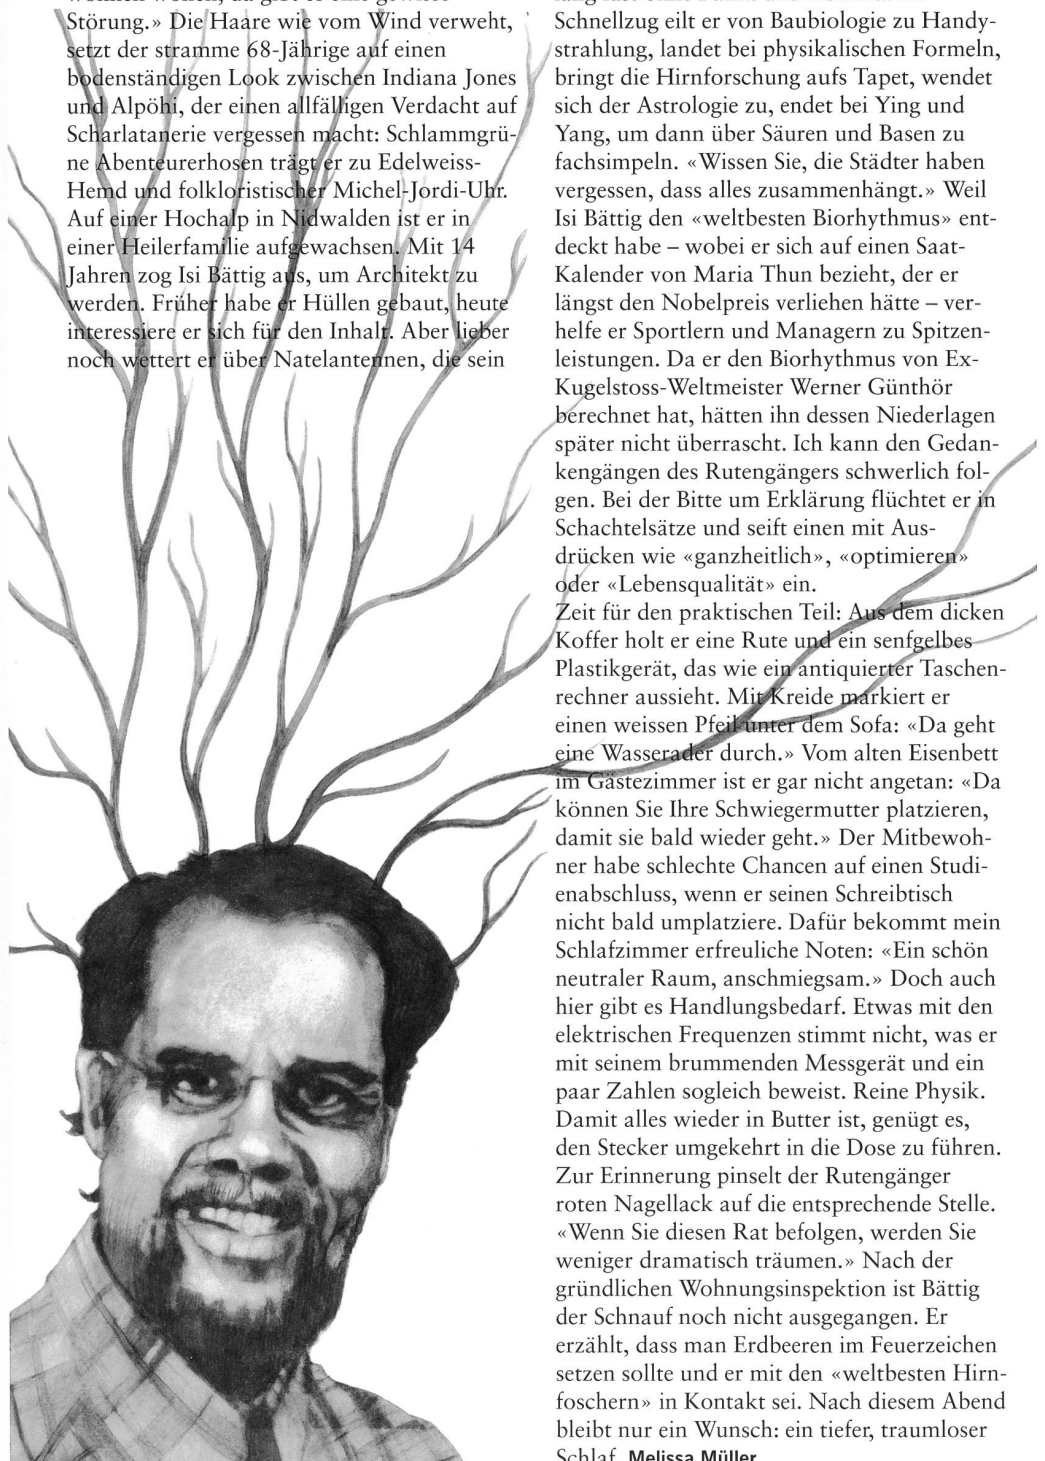 Störung.» Die Haare wie vom Wind verweht,
setzt der stramme 68-Jährige auf einen
bodenständigen Look zwischen Indiana Jones
und Alpöhi, der einen allfälligen Verdacht auf
Scharlatanerie vergessen macht: Schlammgrü-
ne Abenteurerhosen trägt er zu Edelweiss-
Hemd und folkloristischer Michel-Jordi-Uhr.
Auf einer Hochalp in Nidwalden ist er in
einer Heilerfamilie aufgewachsen. Mit 14
Jahren zog Isi Bättig aus, um Architekt zu
werden. Früher habe er Hüllen gebaut, heute
interessiere er sich für den Inhalt. Aber lieber
noch wettert er über Natelantennen, die sein
Schnellzug eilt er von Baubiologie zu Handy-
strahlung, landet bei physikalischen Formeln,
bringt die Hirnforschung aufs Tapet, wendet
sich der Astrologie zu, endet bei Ying und
Yang, um dann über Säuren und Basen zu
fachsimpeln. «Wissen Sie, die Städter haben
vergessen, dass alles zusammenhängt.» Weil
Isi Bättig den «weltbesten Biorhythmus» ent-
deckt habe – wobei er sich auf einen Saat-
Kalender von Maria Thun bezieht, der er
längst den Nobelpreis verliehen hätte – ver-
helfe er Sportlern und Managern zu Spitzen-
leistungen. Da er den Biorhythmus von Ex-
Kugelstoss-Weltmeister Werner Günthör
berechnet hat, hätten ihn dessen Niederlagen
später nicht überrascht. Ich kann den Gedan-
kengängen des Rutengängers schwerlich fol-
gen. Bei der Bitte um Erklärung flüchtet er in
Schachtelsätze und seift einen mit Aus-
drücken wie «ganzheitlich», «optimieren»
oder «Lebensqualität» ein.
Zeit für den praktischen Teil: Aus dem dicken
Koffer holt er eine Rute und ein senfgelbes
Plastikgerät, das wie ein antiquierter Taschen-
rechner aussieht. Mit Kreide markiert er
einen weissen Pfeil unter dem Sofa: «Da geht
eine Wasserader durch.» Vom alten Eisenbett
im Gästezimmer ist er gar nicht angetan: «Da
können Sie Ihre Schwiegermutter platzieren,
damit sie bald wieder geht.» Der Mitbewoh-
ner habe schlechte Chancen auf einen Studi-
enabschluss, wenn er seinen Schreibtisch
nicht bald umplatziere. Dafür bekommt mein
Schlafzimmer erfreuliche Noten: «Ein schön
neutraler Raum, anschmiegsam.» Doch auch
hier gibt es Handlungsbedarf. Etwas mit den
elektrischen Frequenzen stimmt nicht, was er
mit seinem brummenden Messgerät und ein
paar Zahlen sogleich beweist. Reine Physik.
Damit alles wieder in Butter ist, genügt es,
den Stecker umgekehrt in die Dose zu führen.
Zur Erinnerung pinselt der Rutengänger
roten Nagellack auf die entsprechende Stelle.
«Wenn Sie diesen Rat befolgen, werden Sie
weniger dramatisch träumen.» Nach der
gründlichen Wohnungsinspektion ist Bättig
der Schnauf noch nicht ausgegangen. Er
erzählt, dass man Erdbeeren im Feuerzeichen
setzen sollte und er mit den «weltbesten Hirn-
foschern» in Kontakt sei. Nach diesem Abend
bleibt nur ein Wunsch: ein tiefer, traumloser
Schlaf. Melissa Müller